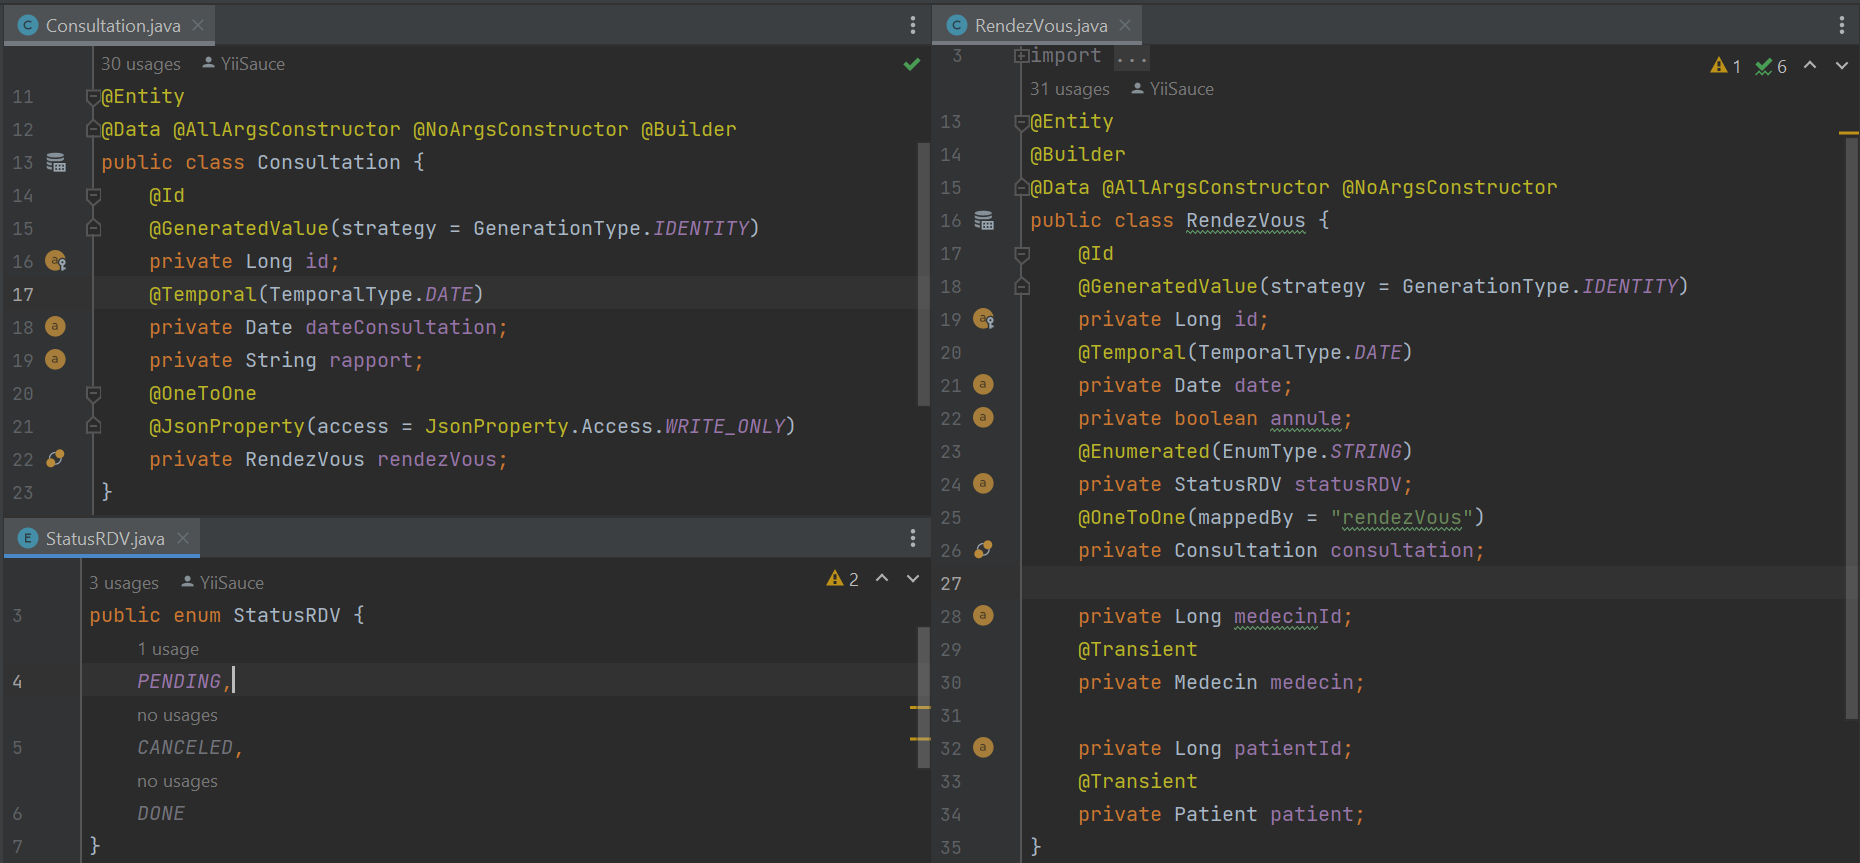 Consultation.java
30 usages YiiSauce
11 @Entity
12 @Data @AllArgsConstructor @NoArgsConstructor @Builder
13 public class Consultation {
14 @Id
15 @GeneratedValue(strategy = GenerationType.IDENTITY)
16 private Long id;
17 @Temporal(TemporalType.DATE)
18 private Date dateConsultation;
19 private String rapport;
20 @OneToOne
21 @JsonProperty(access = JsonProperty.Access.WRITE_ONLY)
22 private RendezVous rendezVous;
23 }
StatusRDV.java
3 usages YiiSauce
2
3 public enum StatusRDV {
1 usage
4 PENDING,
no usages
5 CANCELED,
no usages
6 DONE
7 }
RendezVous.java
3 import ...
1 6
31 usages YiiSauce
13 @Entity
14 @Builder
15 @Data @AllArgsConstructor @NoArgsConstructor
16 public class RendezVous {
17 @Id
18 @GeneratedValue(strategy = GenerationType.IDENTITY)
19 private Long id;
20 @Temporal(TemporalType.DATE)
21 private Date date;
22 private boolean annule;
23 @Enumerated(EnumType.STRING)
24 private StatusRDV statusRDV;
25 @OneToOne(mappedBy = "rendezVous")
26 private Consultation consultation;
27
28 private Long medecinId;
29 @Transient
30 private Medecin medecin;
31
32 private Long patientId;
33 @Transient
34 private Patient patient;
35 }